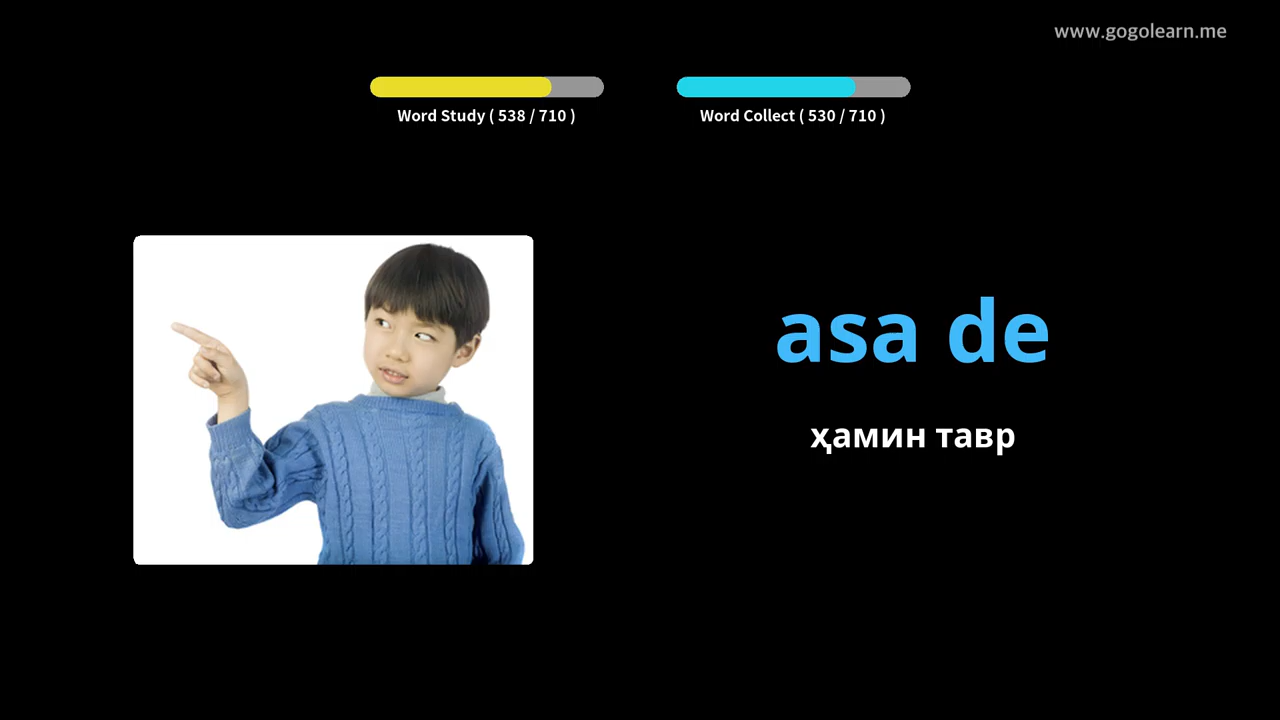 www.gogolearn.me
Word Study ( 538 / 710 )
Word Collect ( 530 / 710 )
asa de
ҳамин тавр